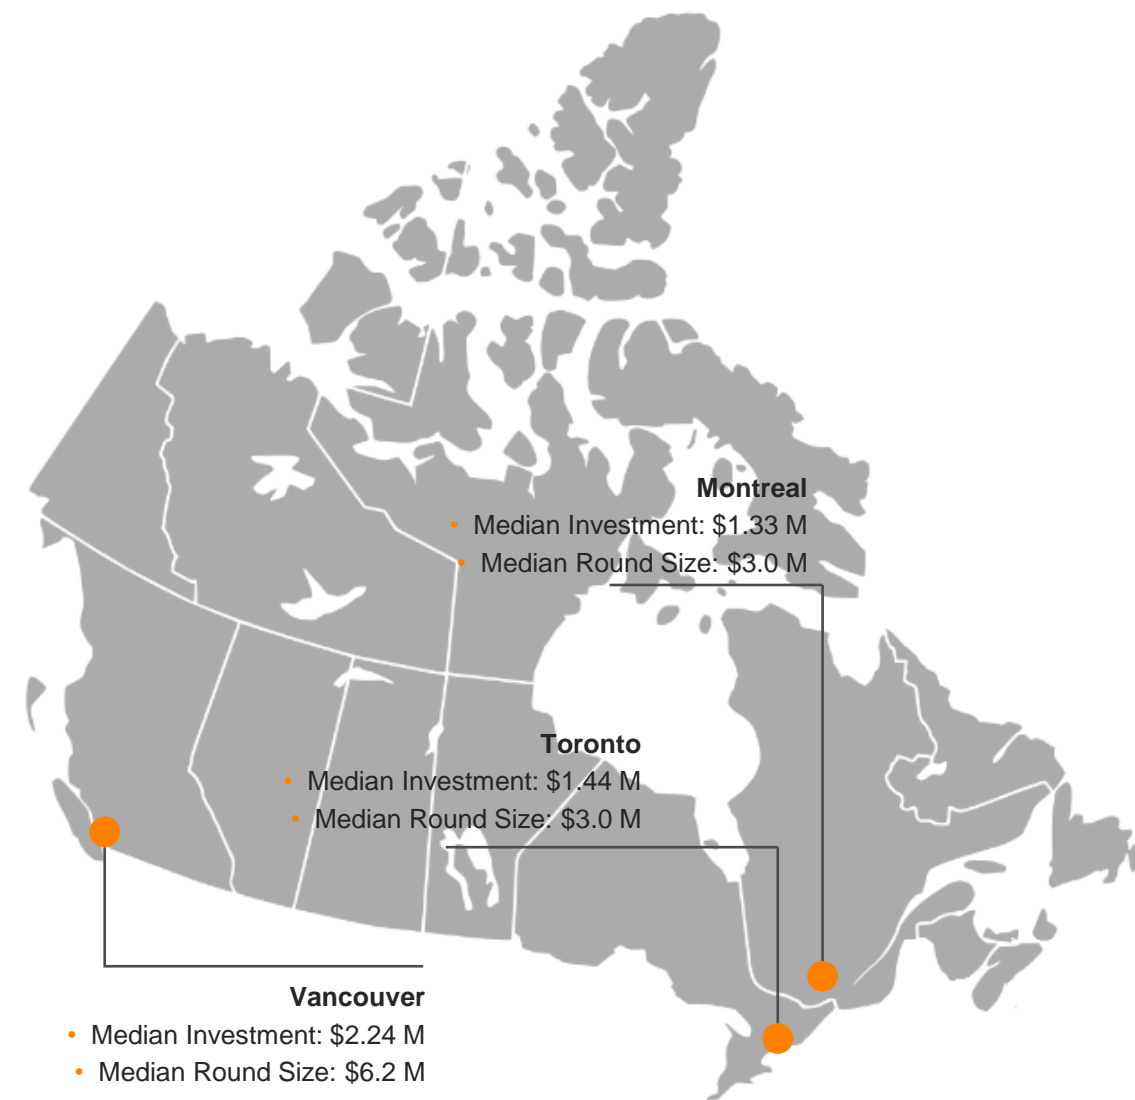 Montreal
• Median Investment: $1.33 M
• Median Round Size: $3.0 M
Toronto
• Median Investment: $1.44 M
• Median Round Size: $3.0 M
Vancouver
• Median Investment: $2.24 M
• Median Round Size: $6.2 M